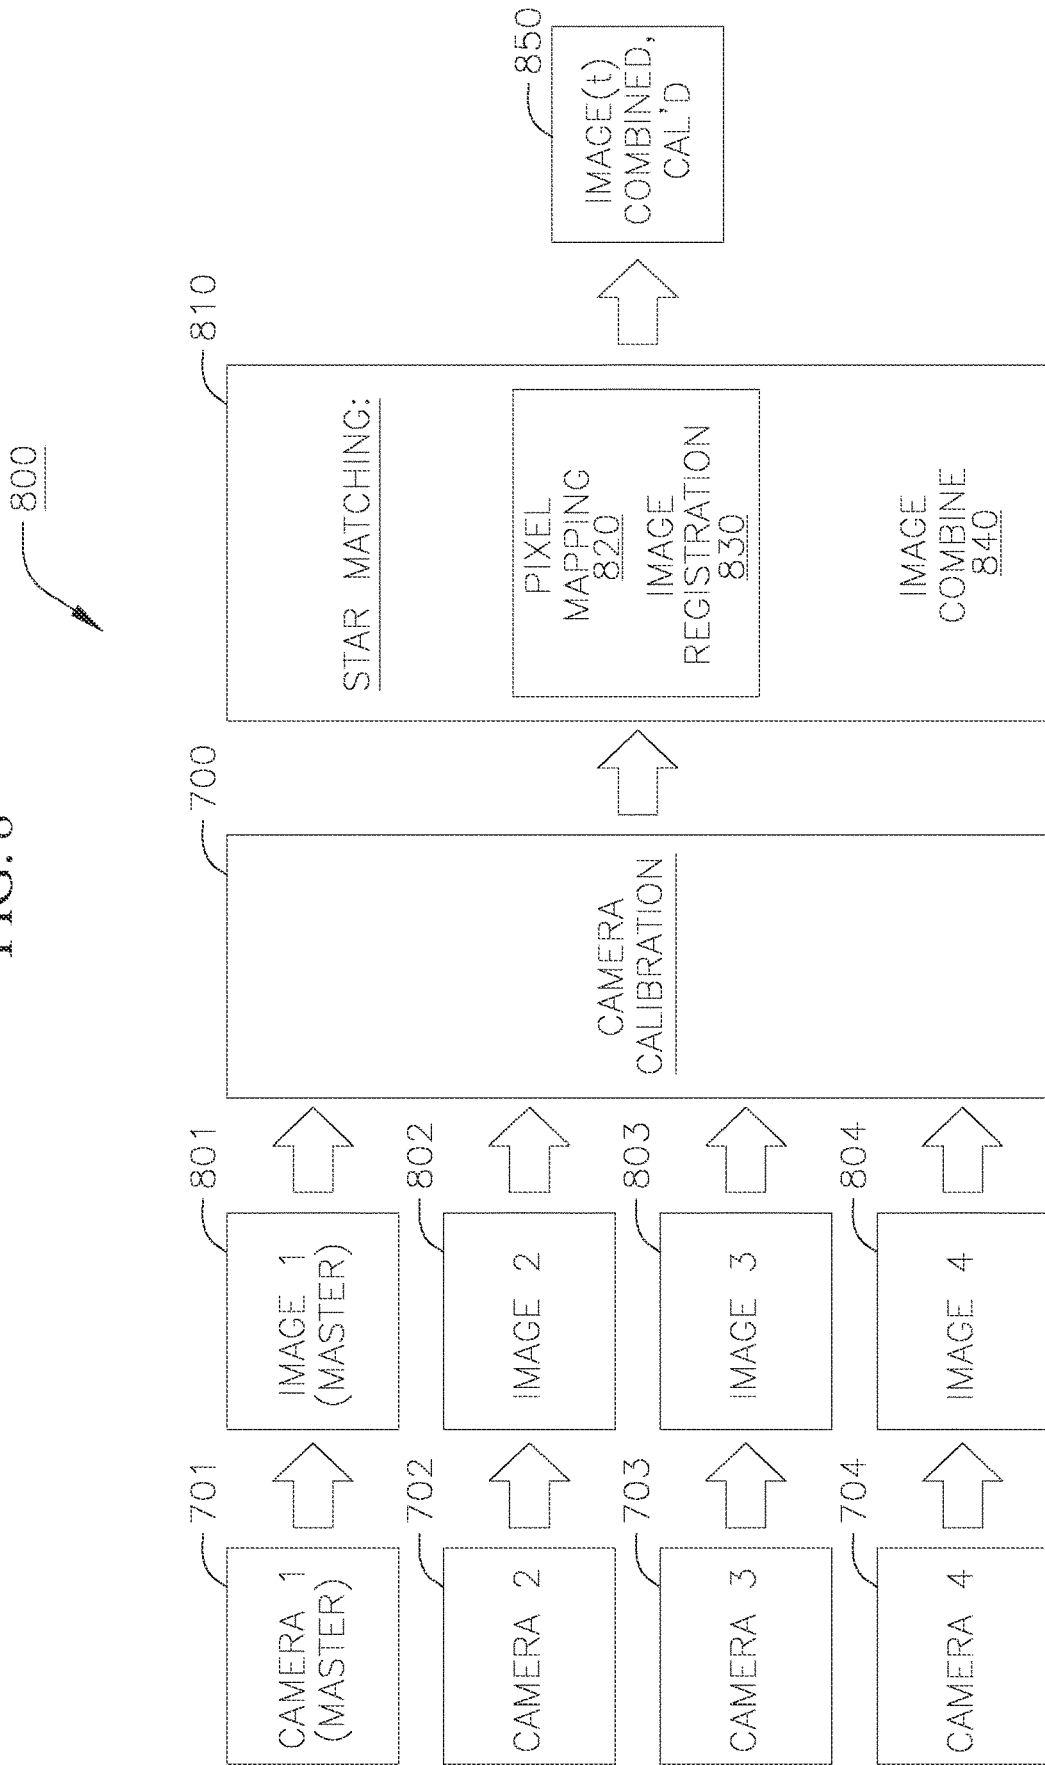 FIG. 8
800
701
CAMERA 1
(MASTER)
702
CAMERA 2
703
CAMERA 3
704
CAMERA 4
801
IMAGE 1
(MASTER)
802
IMAGE 2
803
IMAGE 3
804
IMAGE 4
700
CAMERA
CALIBRATION
810
STAR MATCHING:
PIXEL
MAPPING
820
IMAGE
REGISTRATION
830
IMAGE
COMBINE
840
850
IMAGE(t)
COMBINED,
CAL'D